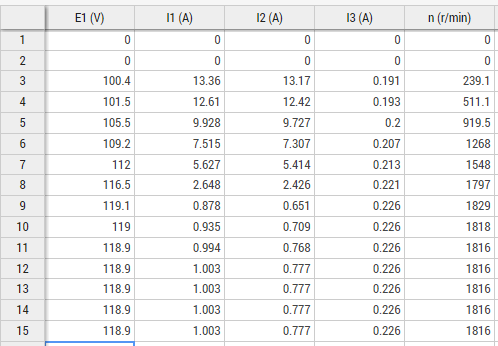 E1 (V) I1 (A) I2 (A) I3 (A) n (r/min)
1 0 0 0 0 0
2 0 0 0 0 0
3 100.4 13.36 13.17 0.191 239.1
4 101.5 12.61 12.42 0.193 511.1
5 105.5 9.928 9.727 0.2 919.5
6 109.2 7.515 7.307 0.207 1268
7 112 5.627 5.414 0.213 1548
8 116.5 2.648 2.426 0.221 1797
9 119.1 0.878 0.651 0.226 1829
10 119 0.935 0.709 0.226 1818
11 118.9 0.994 0.768 0.226 1816
12 118.9 1.003 0.777 0.226 1816
13 118.9 1.003 0.777 0.226 1816
14 118.9 1.003 0.777 0.226 1816
15 118.9 1.003 0.777 0.226 1816